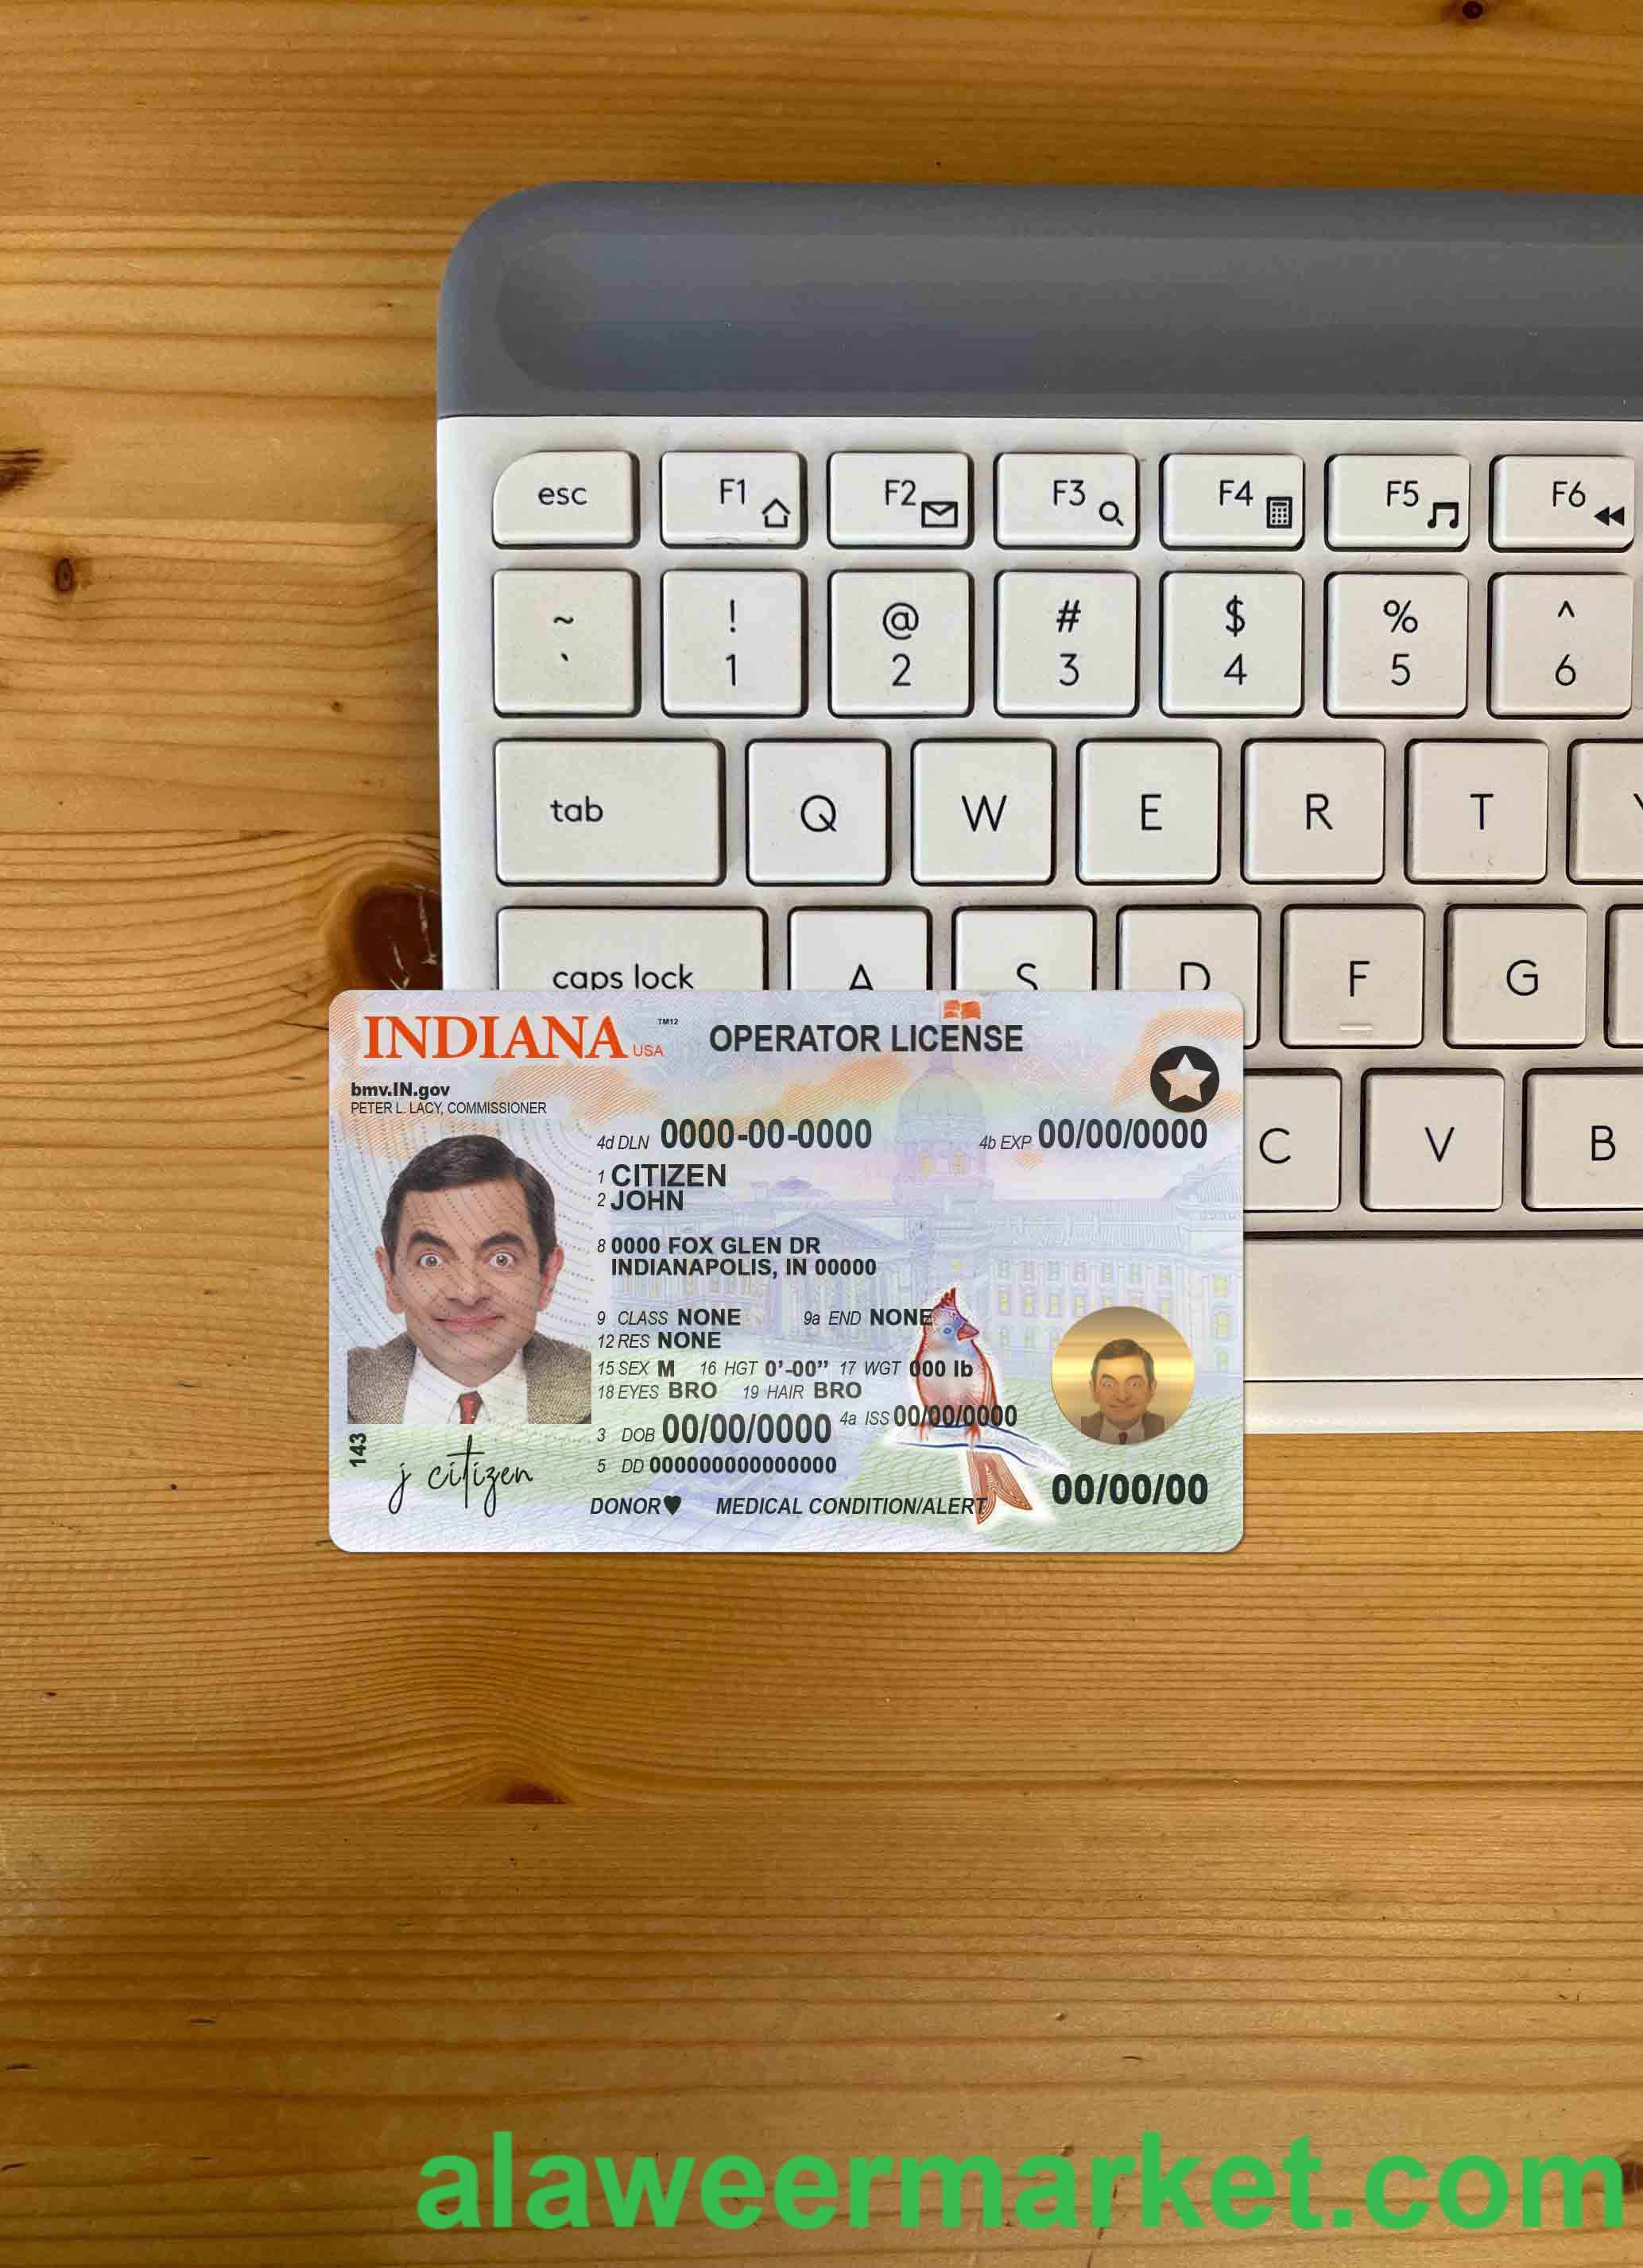 esc F1 F2 F3 F4 F5 F6
~ ! @ # $ % ^
` 1 2 3 4 5 6
tab Q W E R T
caps lock A S D F G
C V B
INDIANA USA TM12 OPERATOR LICENSE
bmv.IN.gov
PETER L. LACY, COMMISSIONER
4d DLN 0000-00-0000 4b EXP 00/00/0000
1 CITIZEN
2 JOHN
8 0000 FOX GLEN DR
INDIANAPOLIS, IN 00000
9 CLASS NONE 9a END NONE
12 RES NONE
15 SEX M 16 HGT 0'-00" 17 WGT 000 lb
18 EYES BRO 19 HAIR BRO
3 DOB 00/00/0000 4a ISS 00/00/0000
5 DD 000000000000000
143
j citizen
DONOR♥ MEDICAL CONDITION/ALERT
00/00/00
alaweermarket.com